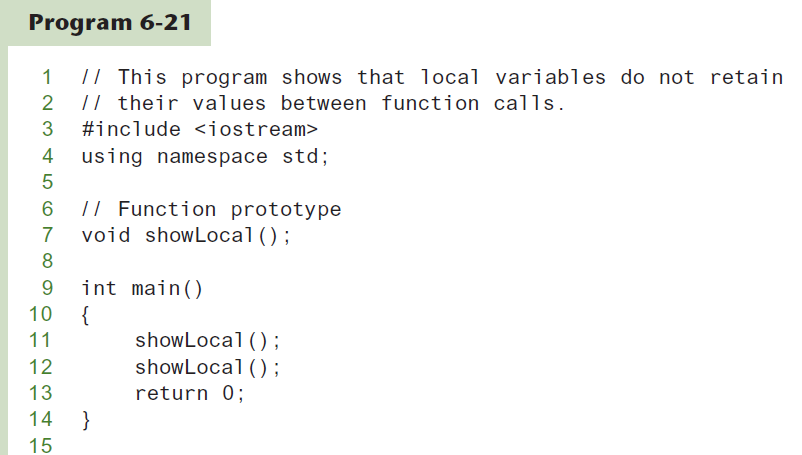 Program 6-21
1 // This program shows that local variables do not retain
2 // their values between function calls.
3 #include <iostream>
4 using namespace std;
5
6 // Function prototype
7 void showLocal();
8
9 int main()
10 {
11 showLocal();
12 showLocal();
13 return 0;
14 }
15